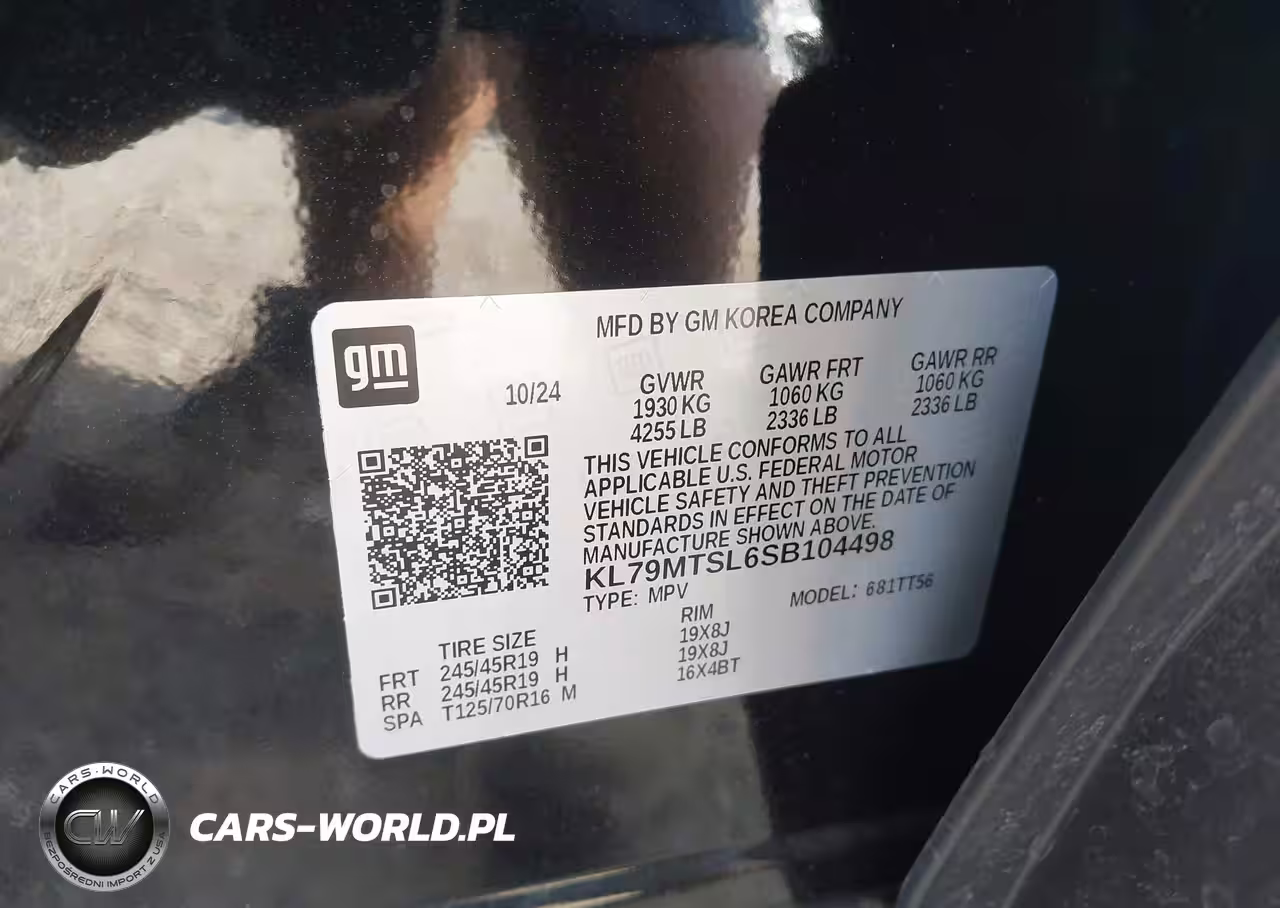 MFD BY GM KOREA COMPANY
gm
10/24
GVWR
1930 KG
4255 LB
GAWR FRT
1060 KG
2336 LB
GAWR RR
1060 KG
2336 LB
THIS VEHICLE CONFORMS TO ALL
APPLICABLE U.S. FEDERAL MOTOR
VEHICLE SAFETY AND THEFT PREVENTION
STANDARDS IN EFFECT ON THE DATE OF
MANUFACTURE SHOWN ABOVE.
KL79MTSL6SB104498
TYPE: MPV
MODEL: 681TT56
TIRE SIZE
RIM
FRT 245/45R19 H 19X8J
RR 245/45R19 H 19X8J
SPA T125/70R16 M 16X4BT
CARS-WORLD
CW
BEZPOŚREDNI IMPORT Z USA
CARS-WORLD.PL